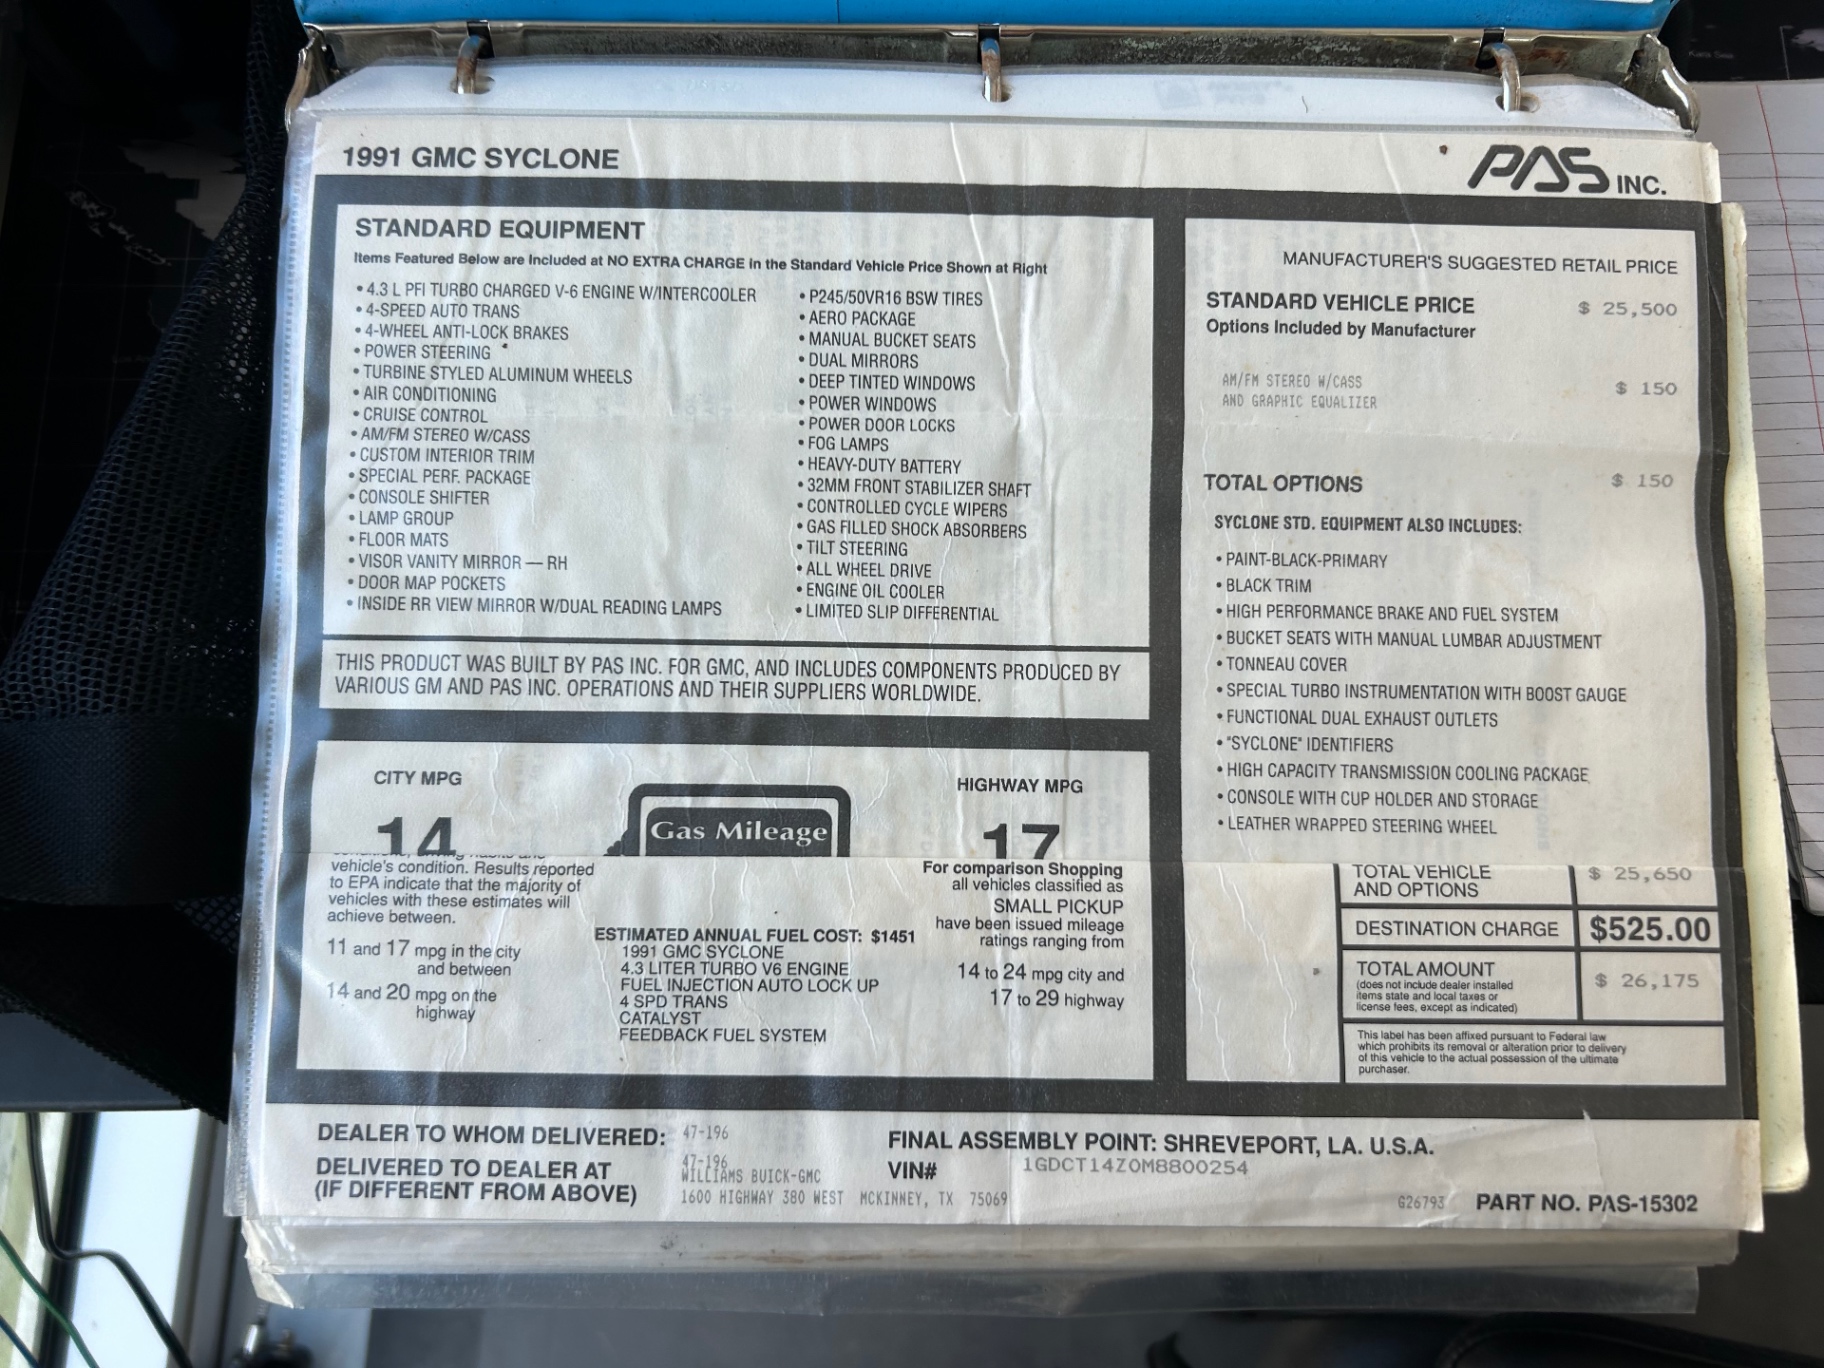 1991 GMC SYCLONE
PAS INC.
STANDARD EQUIPMENT
Items Featured Below are Included at NO EXTRA CHARGE in the Standard Vehicle Price Shown at Right
• 4.3 L PFI TURBO CHARGED V-6 ENGINE W/INTERCOOLER
• 4-SPEED AUTO TRANS
• 4-WHEEL ANTI-LOCK BRAKES
• POWER STEERING
• TURBINE STYLED ALUMINUM WHEELS
• AIR CONDITIONING
• CRUISE CONTROL
• AM/FM STEREO W/CASS
• CUSTOM INTERIOR TRIM
• SPECIAL PERF. PACKAGE
• CONSOLE SHIFTER
• LAMP GROUP
• FLOOR MATS
• VISOR VANITY MIRROR — RH
• DOOR MAP POCKETS
• INSIDE RR VIEW MIRROR W/DUAL READING LAMPS
• P245/50VR16 BSW TIRES
• AERO PACKAGE
• MANUAL BUCKET SEATS
• DUAL MIRRORS
• DEEP TINTED WINDOWS
• POWER WINDOWS
• POWER DOOR LOCKS
• FOG LAMPS
• HEAVY-DUTY BATTERY
• 32MM FRONT STABILIZER SHAFT
• CONTROLLED CYCLE WIPERS
• GAS FILLED SHOCK ABSORBERS
• TILT STEERING
• ALL WHEEL DRIVE
• ENGINE OIL COOLER
• LIMITED SLIP DIFFERENTIAL
THIS PRODUCT WAS BUILT BY PAS INC. FOR GMC, AND INCLUDES COMPONENTS PRODUCED BY
VARIOUS GM AND PAS INC. OPERATIONS AND THEIR SUPPLIERS WORLDWIDE.
CITY MPG
14
Gas Mileage
HIGHWAY MPG
17
vehicle's condition. Results reported
to EPA indicate that the majority of
vehicles with these estimates will
achieve between.
11 and 17 mpg in the city
and between
14 and 20 mpg on the
highway
ESTIMATED ANNUAL FUEL COST: $1451
1991 GMC SYCLONE
4.3 LITER TURBO V6 ENGINE
FUEL INJECTION AUTO LOCK UP
4 SPD TRANS
CATALYST
FEEDBACK FUEL SYSTEM
For comparison Shopping
all vehicles classified as
SMALL PICKUP
have been issued mileage
ratings ranging from
14 to 24 mpg city and
17 to 29 highway
MANUFACTURER'S SUGGESTED RETAIL PRICE
STANDARD VEHICLE PRICE $ 25,500
Options Included by Manufacturer
AM/FM STEREO W/CASS
AND GRAPHIC EQUALIZER
$ 150
TOTAL OPTIONS $ 150
SYCLONE STD. EQUIPMENT ALSO INCLUDES:
• PAINT-BLACK-PRIMARY
• BLACK TRIM
• HIGH PERFORMANCE BRAKE AND FUEL SYSTEM
• BUCKET SEATS WITH MANUAL LUMBAR ADJUSTMENT
• TONNEAU COVER
• SPECIAL TURBO INSTRUMENTATION WITH BOOST GAUGE
• FUNCTIONAL DUAL EXHAUST OUTLETS
• "SYCLONE" IDENTIFIERS
• HIGH CAPACITY TRANSMISSION COOLING PACKAGE
• CONSOLE WITH CUP HOLDER AND STORAGE
• LEATHER WRAPPED STEERING WHEEL
TOTAL VEHICLE
AND OPTIONS
$ 25,650
DESTINATION CHARGE $525.00
TOTAL AMOUNT
(does not include dealer installed
items state and local taxes or
license fees, except as indicated)
$ 26,175
This label has been affixed pursuant to Federal law
which prohibits its removal or alteration prior to delivery
of this vehicle to the actual possession of the ultimate
purchaser.
DEALER TO WHOM DELIVERED: 47-196
DELIVERED TO DEALER AT
(IF DIFFERENT FROM ABOVE)
47-196
WILLIAMS BUICK-GMC
1600 HIGHWAY 380 WEST MCKINNEY, TX 75069
FINAL ASSEMBLY POINT: SHREVEPORT, LA. U.S.A.
VIN# 1GDCT14Z0M8800254
G26793 PART NO. PAS-15302